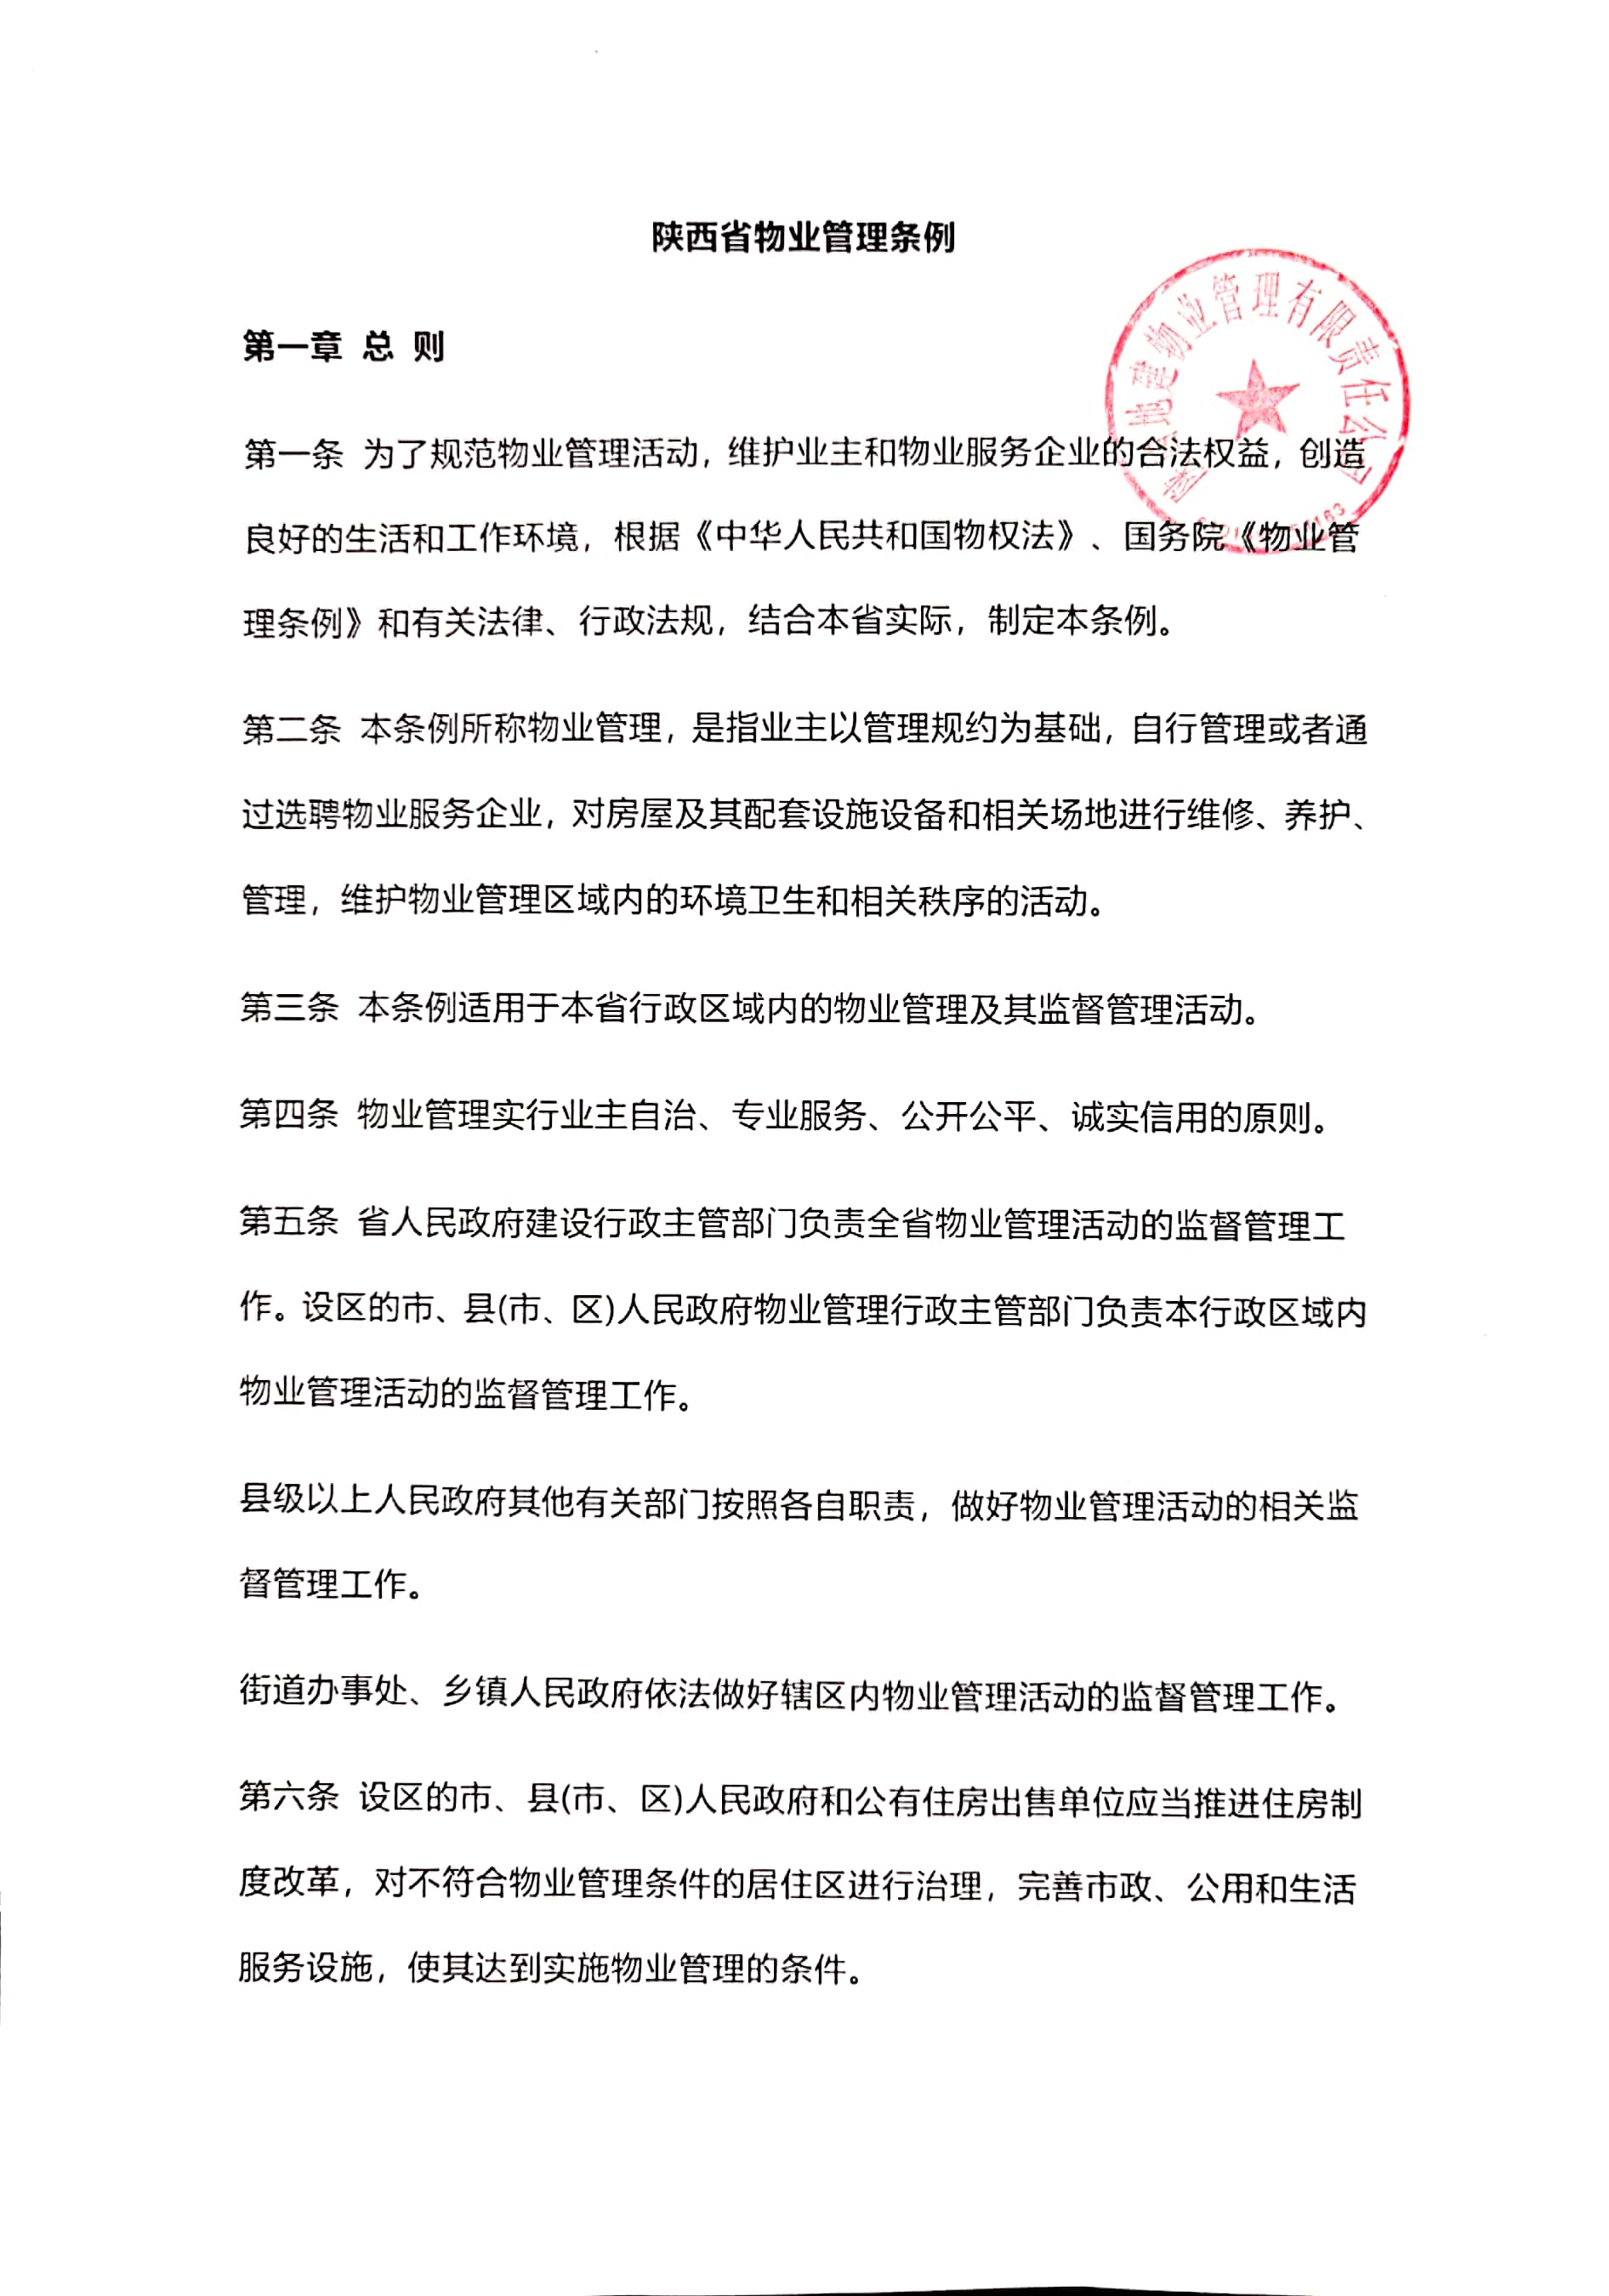 陕西省物业管理条例
物业管理有限责任公司
第一章 总 则
第一条 为了规范物业管理活动，维护业主和物业服务企业的合法权益，创造
良好的生活和工作环境，根据《中华人民共和国物权法》、国务院《物业管
理条例》和有关法律、行政法规，结合本省实际，制定本条例。
第二条 本条例所称物业管理，是指业主以管理规约为基础，自行管理或者通
过选聘物业服务企业，对房屋及其配套设施设备和相关场地进行维修、养护、
管理，维护物业管理区域内的环境卫生和相关秩序的活动。
第三条 本条例适用于本省行政区域内的物业管理及其监督管理活动。
第四条 物业管理实行业主自治、专业服务、公开公平、诚实信用的原则。
第五条 省人民政府建设行政主管部门负责全省物业管理活动的监督管理工
作。设区的市、县(市、区)人民政府物业管理行政主管部门负责本行政区域内
物业管理活动的监督管理工作。
县级以上人民政府其他有关部门按照各自职责，做好物业管理活动的相关监
督管理工作。
街道办事处、乡镇人民政府依法做好辖区内物业管理活动的监督管理工作。
第六条 设区的市、县(市、区)人民政府和公有住房出售单位应当推进住房制
度改革，对不符合物业管理条件的居住区进行治理，完善市政、公用和生活
服务设施，使其达到实施物业管理的条件。